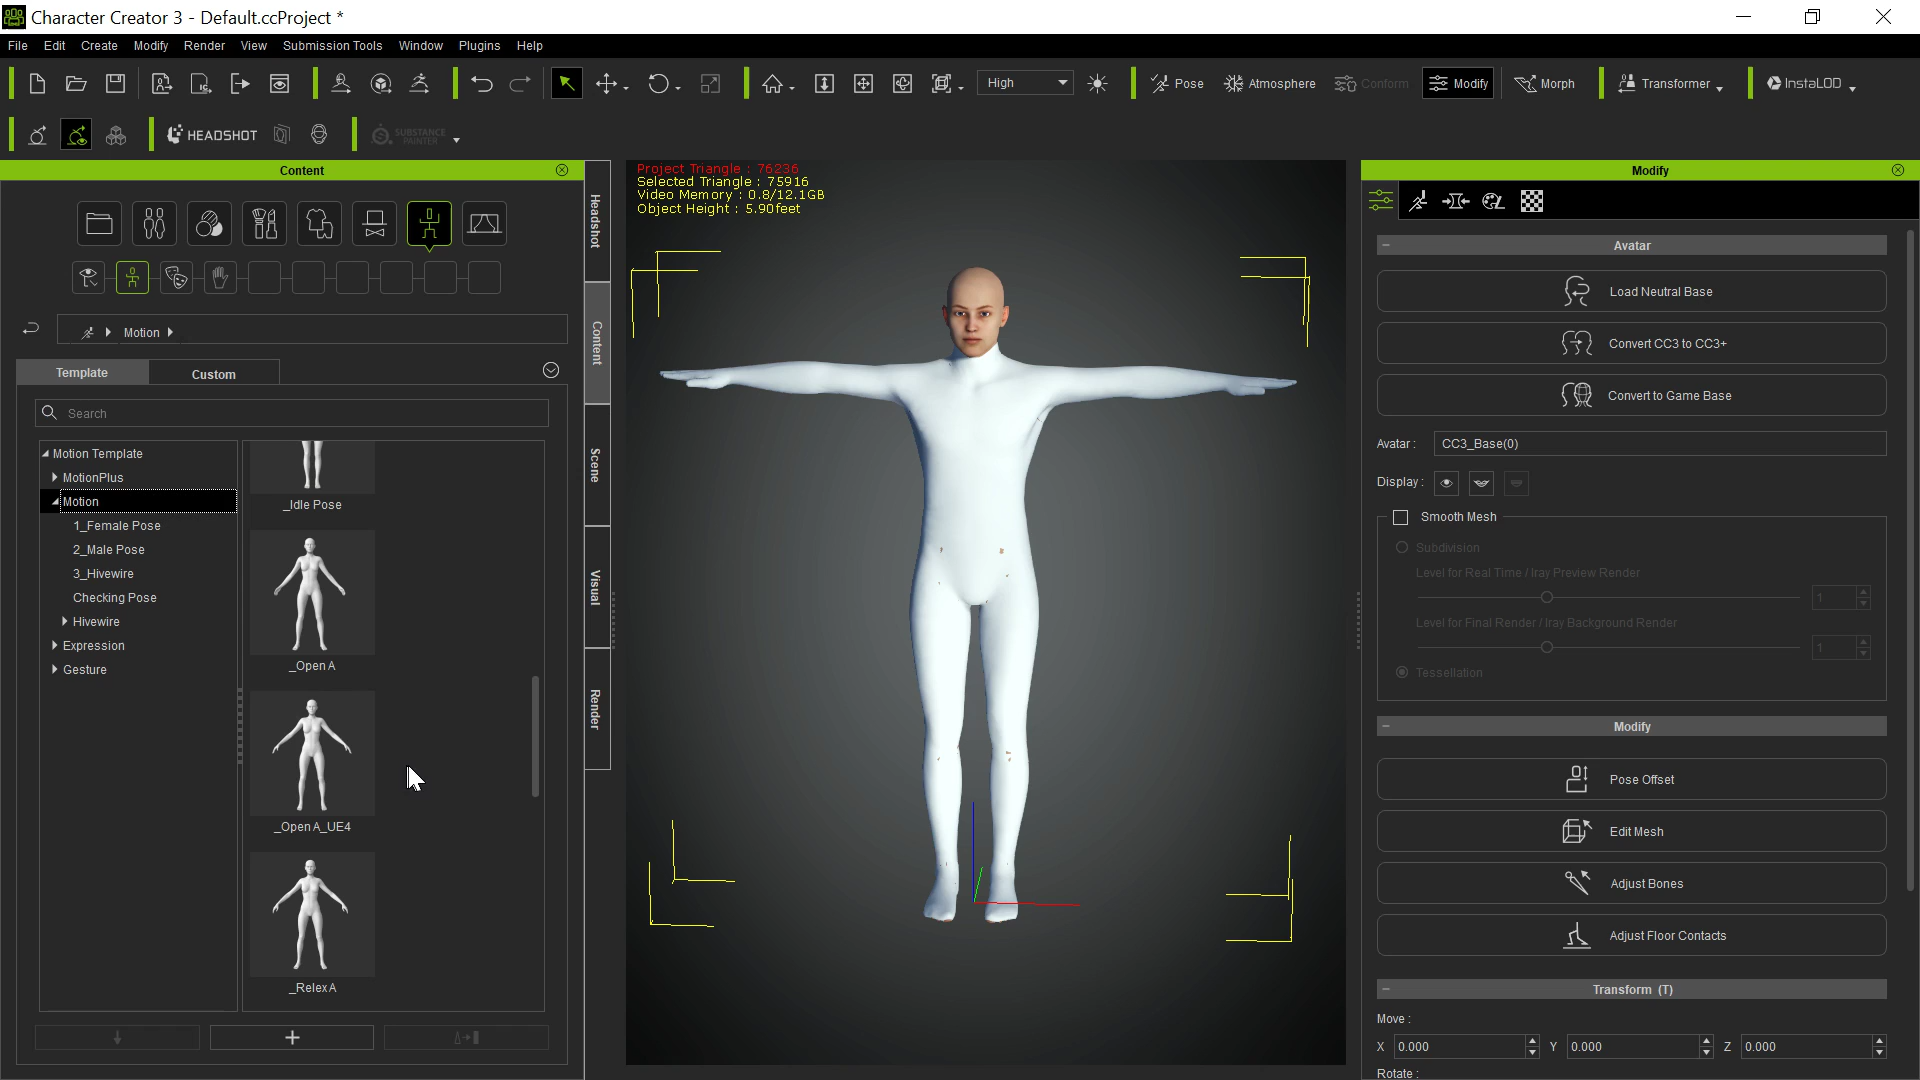 Character Creator 3 - Default.ccProject *
File Edit Create Modify Render View Submission Tools Window Plugins Help
High Pose Atmosphere Conform Modify Morph Transformer InstaLOD
HEADSHOT SUBSTANCE PAINTER
Content
Motion
Template Custom
Search
Motion Template
MotionPlus
Motion
1_Female Pose
2_Male Pose
3_Hivewire
Checking Pose
Hivewire
Expression
Gesture
_Idle Pose
_Open A
_Open A_UE4
_Relex A
Headshot
Content
Scene
Visual
Render
Project Triangle : 76236
Selected Triangle : 75916
Video Memory : 0.8/12.1GB
Object Height : 5.90feet
Modify
Avatar
Load Neutral Base
Convert CC3 to CC3+
Convert to Game Base
Avatar : CC3_Base(0)
Display :
Smooth Mesh
Subdivision
Level for Real Time / Iray Preview Render
1
Level for Final Render / Iray Background Render
1
Tessellation
Modify
Pose Offset
Edit Mesh
Adjust Bones
Adjust Floor Contacts
Transform (T)
Move :
X 0.000 Y 0.000 Z 0.000
Rotate :